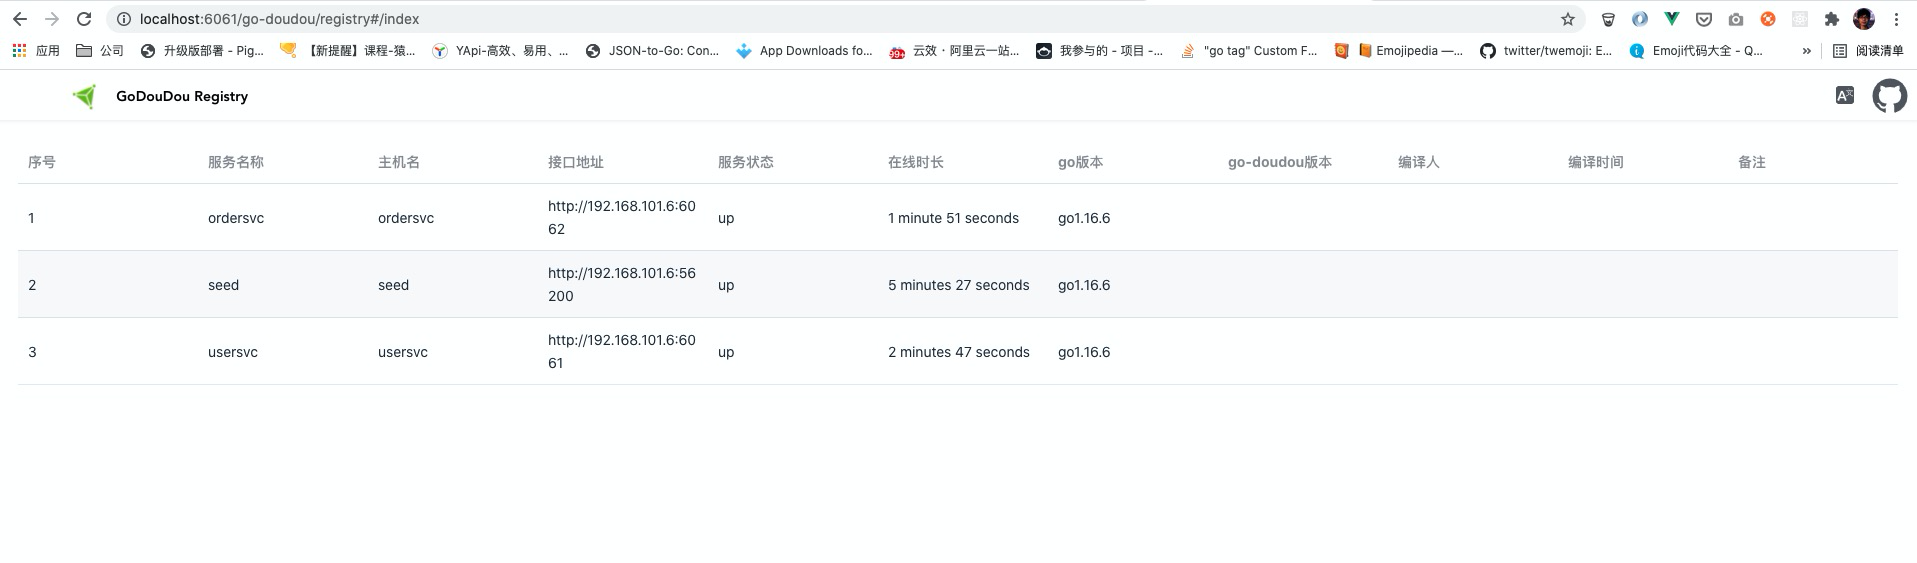 localhost:6061/go-doudou/registry#/index
应用 公司 升级版部署 - Pig... 【新提醒】课程-猿... YApi-高效、易用、... JSON-to-Go: Con... App Downloads fo... 99+ 云效 · 阿里云一站... 我参与的 - 项目 -... "go tag" Custom F... Emojipedia —... twitter/twemoji: E... Emoji代码大全 - Q... » 阅读清单
GoDouDou Registry
序号 服务名称 主机名 接口地址 服务状态 在线时长 go版本 go-doudou版本 编译人 编译时间 备注
1 ordersvc ordersvc http://192.168.101.6:60 up 1 minute 51 seconds go1.16.6
62
2 seed seed http://192.168.101.6:56 up 5 minutes 27 seconds go1.16.6
200
3 usersvc usersvc http://192.168.101.6:60 up 2 minutes 47 seconds go1.16.6
61